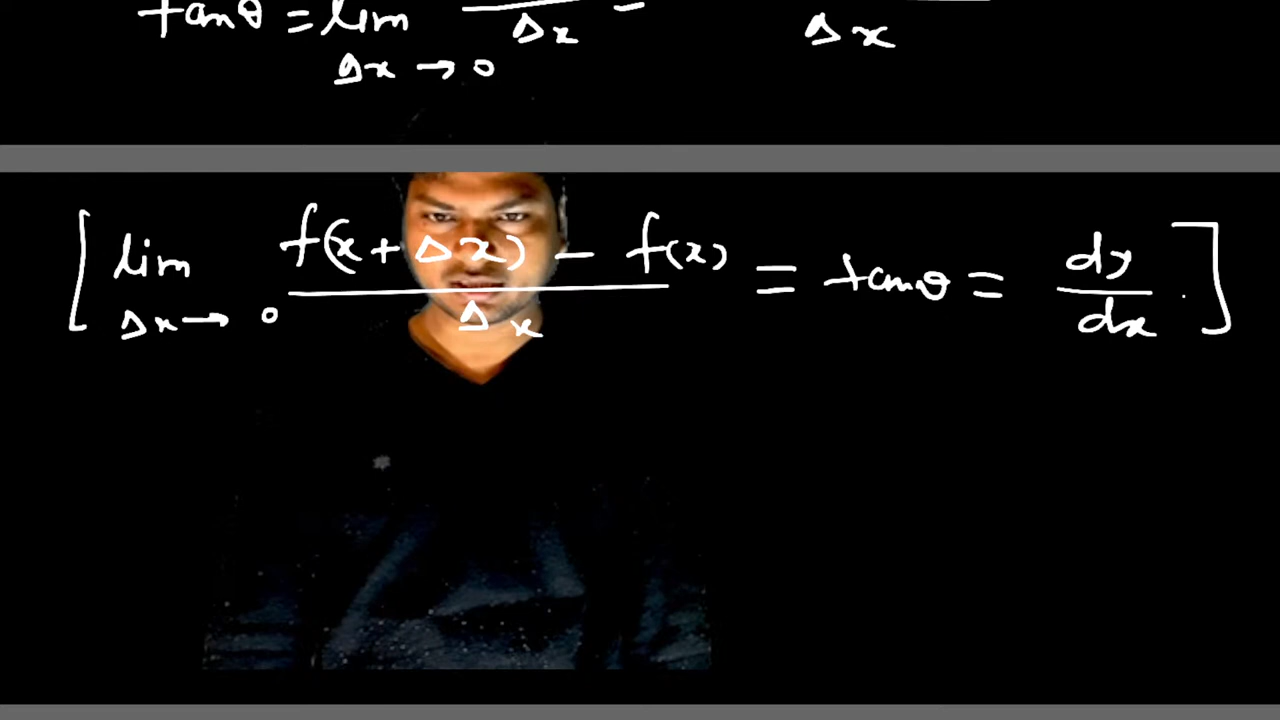 tanθ = lim Δx→0 ⁄ Δx = ⁄ Δx
[ lim Δx→0 (f(x + Δx) - f(x)) / Δx = tanθ = dy/dx . ]